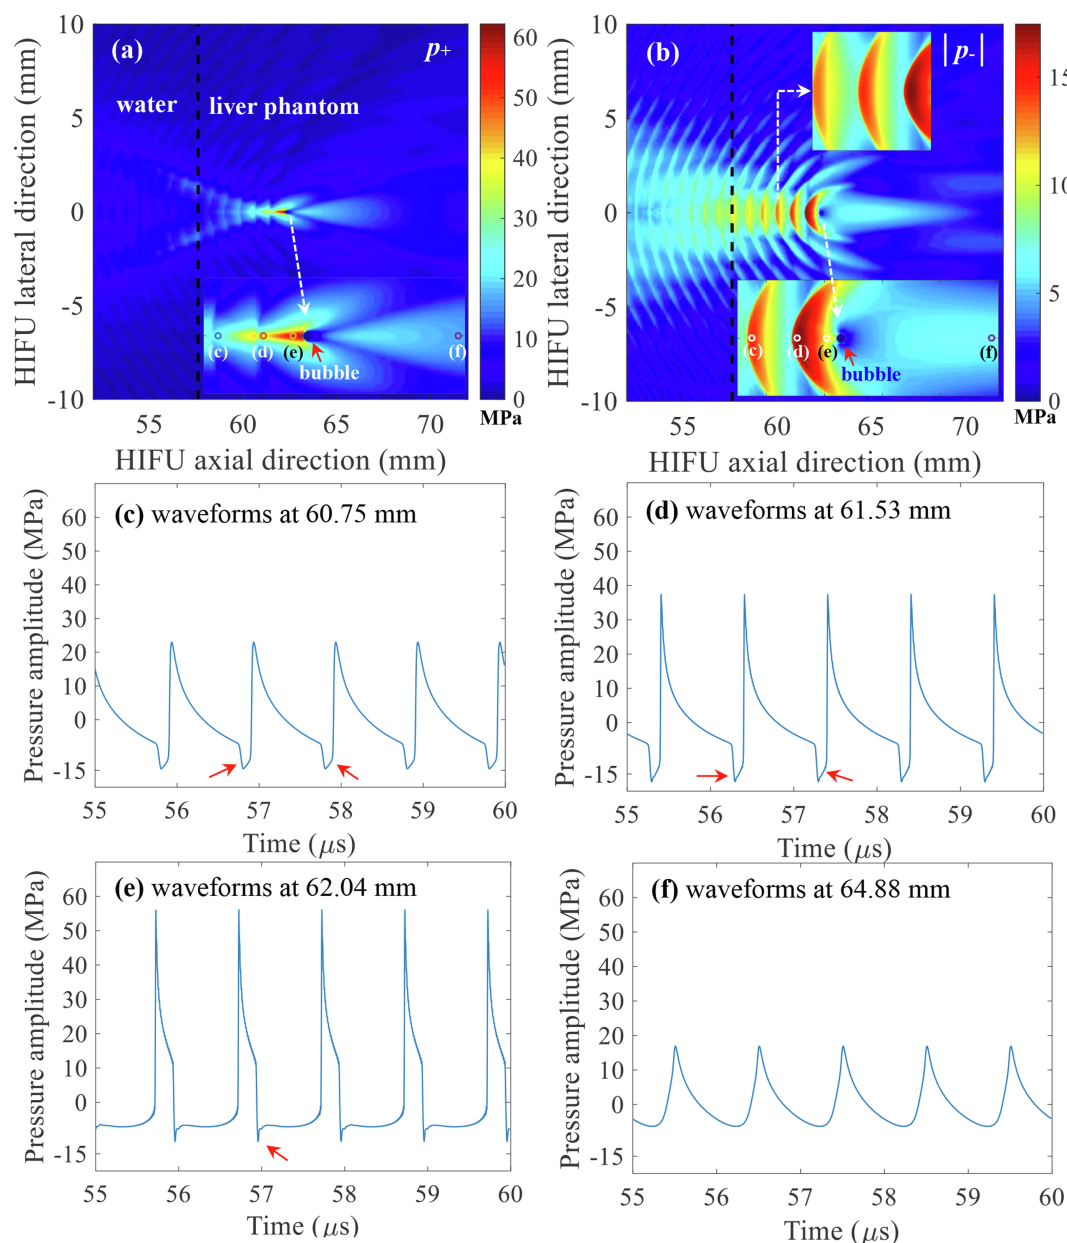 (a)
p+
water
liver phantom
(c)
(d)
(e)
(f)
bubble
10
5
0
-5
-10
HIFU lateral direction (mm)
55
60
65
70
HIFU axial direction (mm)
60
50
40
30
20
10
0
MPa
(b)
|p-|
(c)
(d)
(e)
(f)
bubble
10
5
0
-5
-10
HIFU lateral direction (mm)
55
60
65
70
HIFU axial direction (mm)
15
10
5
0
MPa
(c) waveforms at 60.75 mm
Pressure amplitude (MPa)
60
50
40
30
20
0
-15
55
56
57
58
59
60
Time (μs)
(d) waveforms at 61.53 mm
Pressure amplitude (MPa)
60
50
40
30
20
10
0
-15
55
56
57
58
59
60
Time (μs)
(e) waveforms at 62.04 mm
Pressure amplitude (MPa)
60
50
40
30
20
10
0
-15
55
56
57
58
59
60
Time (μs)
(f) waveforms at 64.88 mm
Pressure amplitude (MPa)
60
50
40
30
20
10
0
-15
55
56
57
58
59
60
Time (μs)